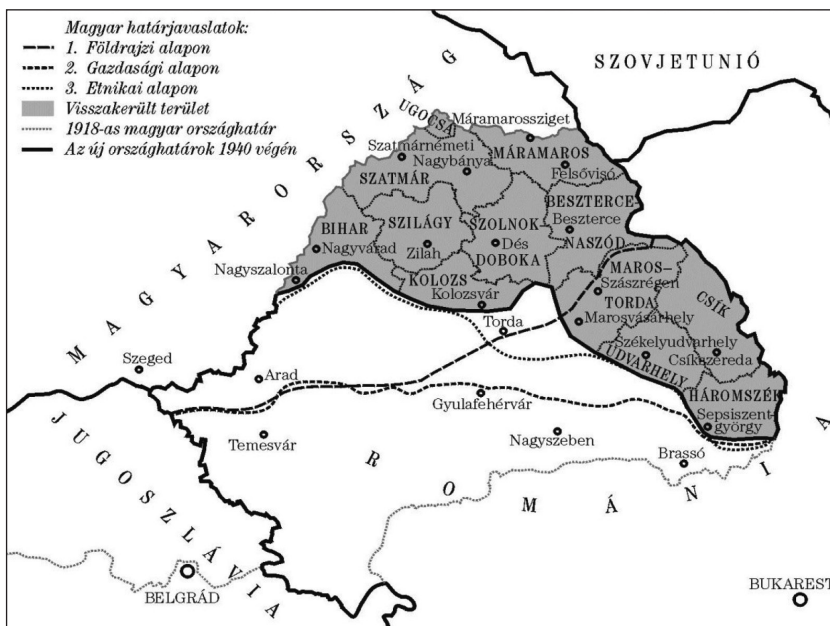 Magyar határjavaslatok:
1. Földrajzi alapon
2. Gazdasági alapon
3. Etnikai alapon
Visszakerült terület
1918-as magyar országhatár
Az új országhatárok 1940 végén
SZOVJETUNIÓ
MAGYARORSZÁG
UGOCSA
Máramarossziget
Szatmárnémeti
Nagybánya
MÁRAMAROS
Felsővisó
SZATMÁR
BESZTERCE-
Beszterce
NASZÓD
BIHAR
Nagyvárad
SZILÁGY
Zilah
SZOLNOK-
Dés
DOBOKA
Nagyszalonta
KOLOZS
Kolozsvár
MAROS-
Szászrégen
TORDA
Marosvásárhely
CSÍK
Torda
Székelyudvarhely
Csíkszereda
UDVARHELY
Szeged
Arad
Gyulafehérvár
HÁROMSZÉK
Sepsiszent-
györgy
Temesvár
Nagyszeben
Brassó
ROMÁNIA
JUGOSZLÁVIA
BELGRÁD
BUKAREST